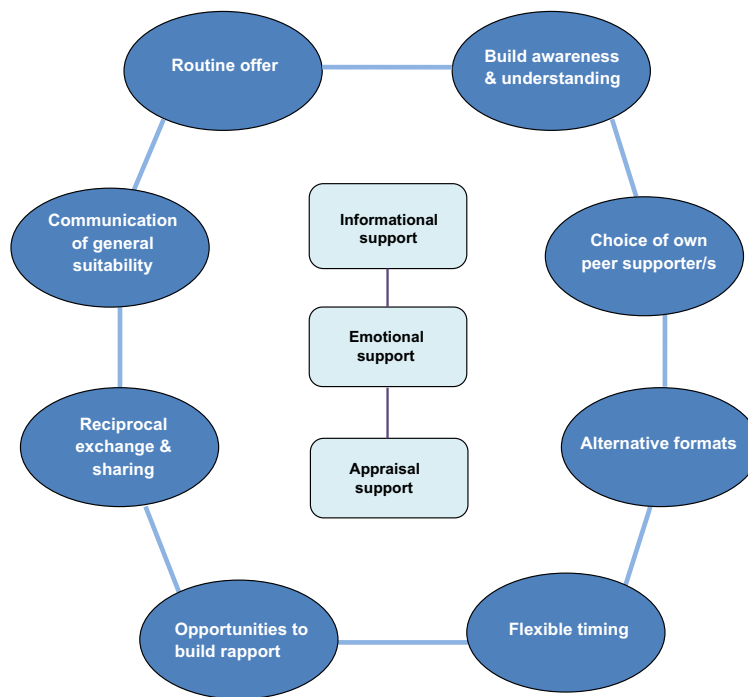 Routine offer
Build awareness
& understanding
Communication
of general
suitability
Informational
support
Choice of own
peer supporter/s
Emotional
support
Reciprocal
exchange &
sharing
Alternative formats
Appraisal
support
Opportunities to
build rapport
Flexible timing